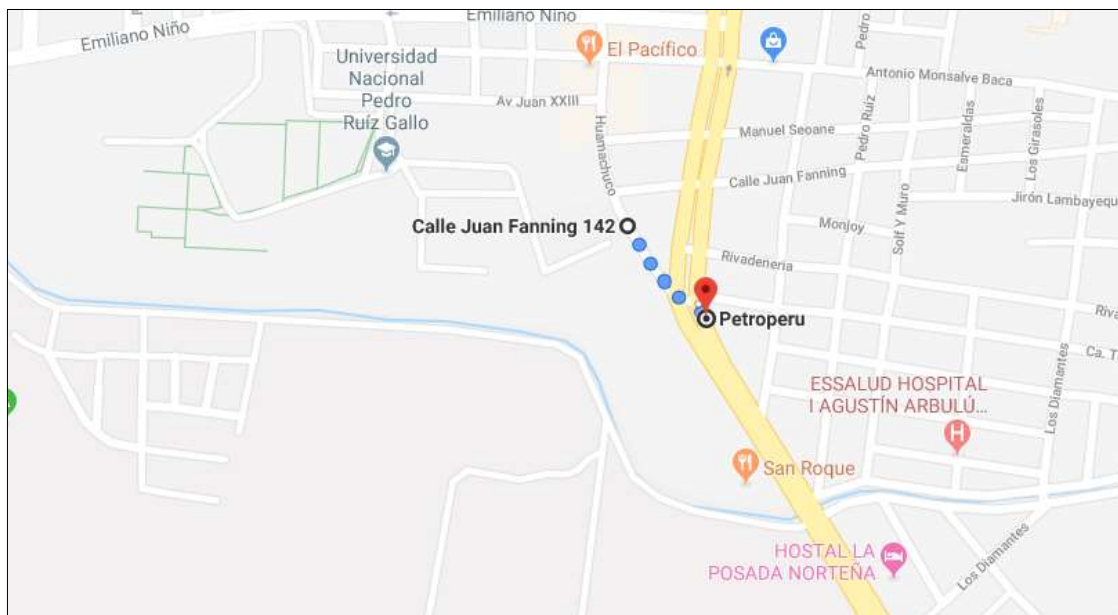 Emiliano Niño
Emiliano Nino
El Pacífico
Universidad
Nacional
Pedro
Ruíz Gallo
Av Juan XXIII
Huamachuco
Antonio Monsalve Baca
Manuel Seoane
Pedro
Pedro Ruiz
Esmeraldas
Los Girasoles
Calle Juan Fanning
Jirón Lambayequ
Solf Y Muro
Monjoy
Calle Juan Fanning 142
Rivadeneria
Petroperu
Riva
Ca. T
Los Diamantes
ESSALUD HOSPITAL
I AGUSTÍN ARBULÚ...
H
San Roque
HOSTAL LA
POSADA NORTEÑA
Los Diamantes